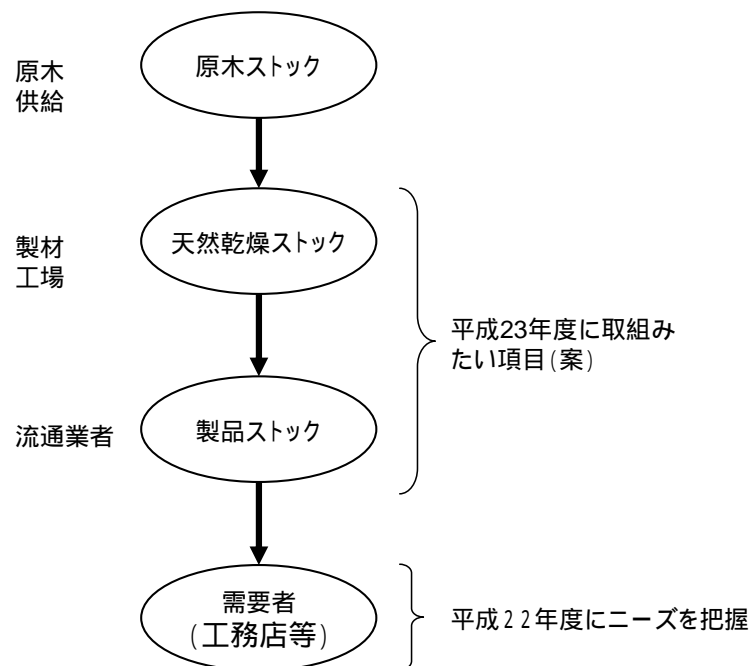 原木
供給
原木ストック
製材
工場
天然乾燥ストック
平成23年度に取組み
たい項目(案)
流通業者
製品ストック
需要者
(工務店等)
平成22年度にニーズを把握